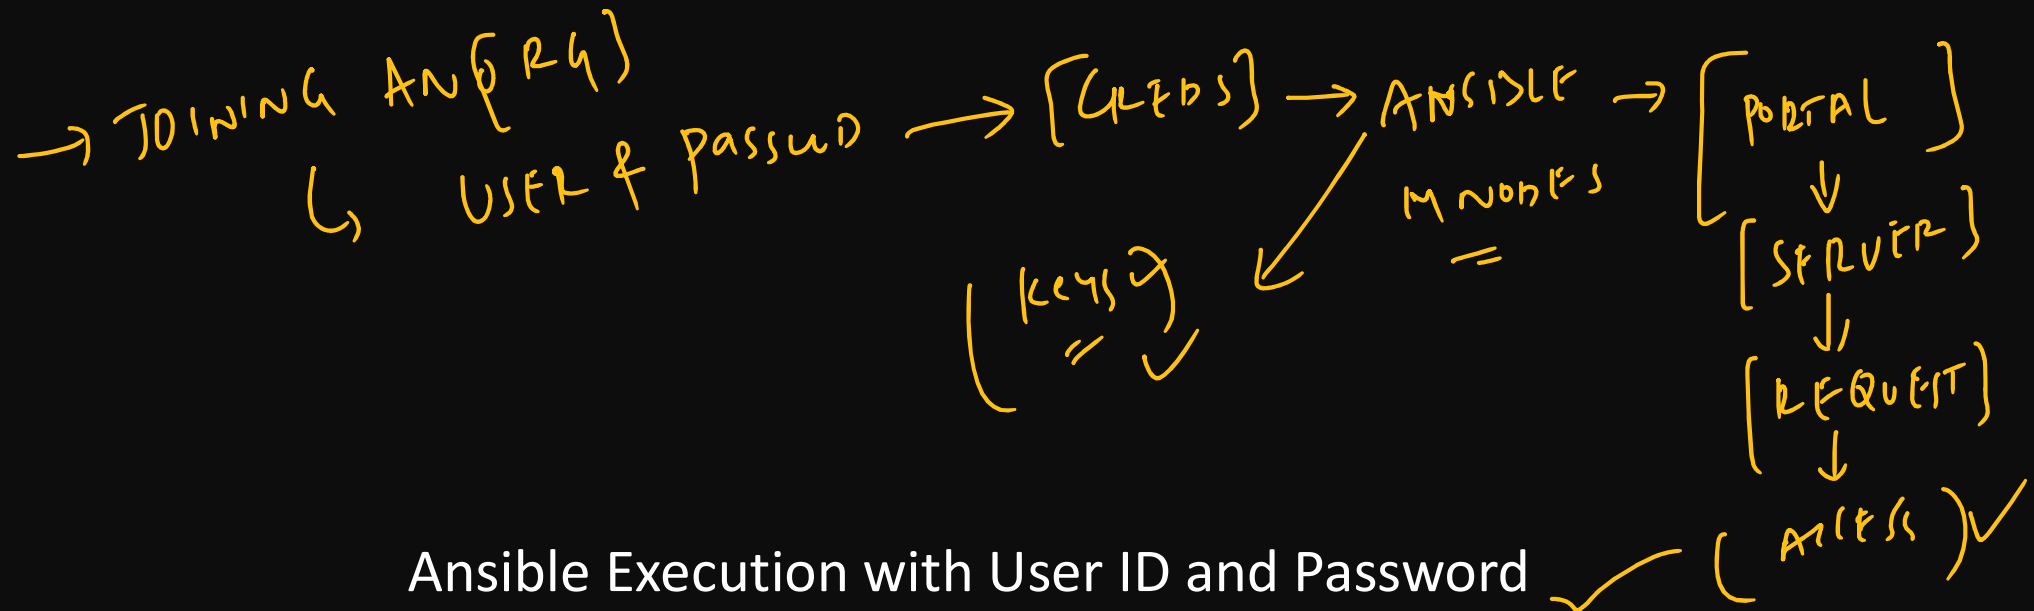 → JOINING AN [ORG]
↳ USER & PASSWD → [CREDS] → ANSIBLE → [PORTAL]
M NODES
↓
[SERVER]
(KEYS) ✓
↓
[REQUEST]
↓
(ACCESS) ✓
Ansible Execution with User ID and Password ✓